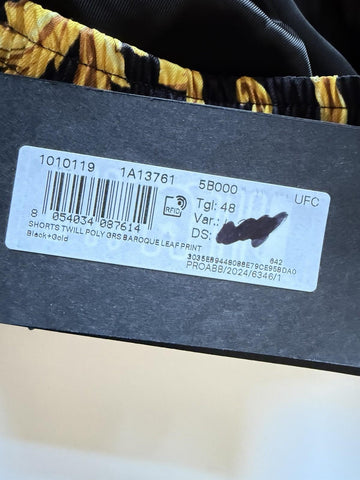 1010119 1A13761 5B000 UFC
RFID
Tgl: 48
Var.:
DS:
8 054034 087614
SHORTS TWILL POLY GRS BAROQUE LEAF PRINT
Black+Gold
642
3035E89448088E79CE95BDA0
PROABB/2024/6346/1